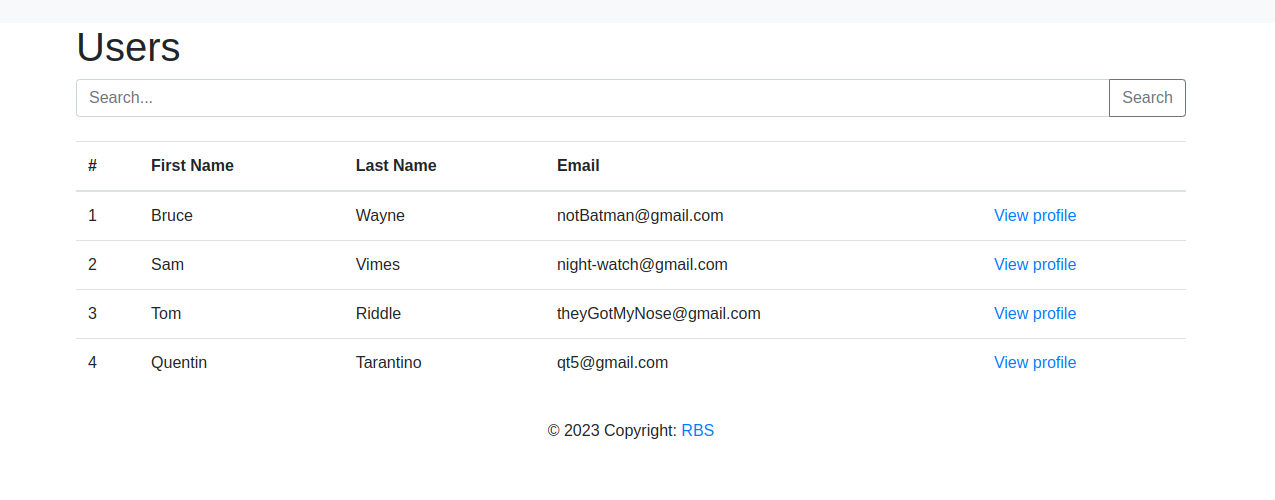 Users
Search... Search
# First Name Last Name Email
1 Bruce Wayne notBatman@gmail.com View profile
2 Sam Vimes night-watch@gmail.com View profile
3 Tom Riddle theyGotMyNose@gmail.com View profile
4 Quentin Tarantino qt5@gmail.com View profile
© 2023 Copyright: RBS